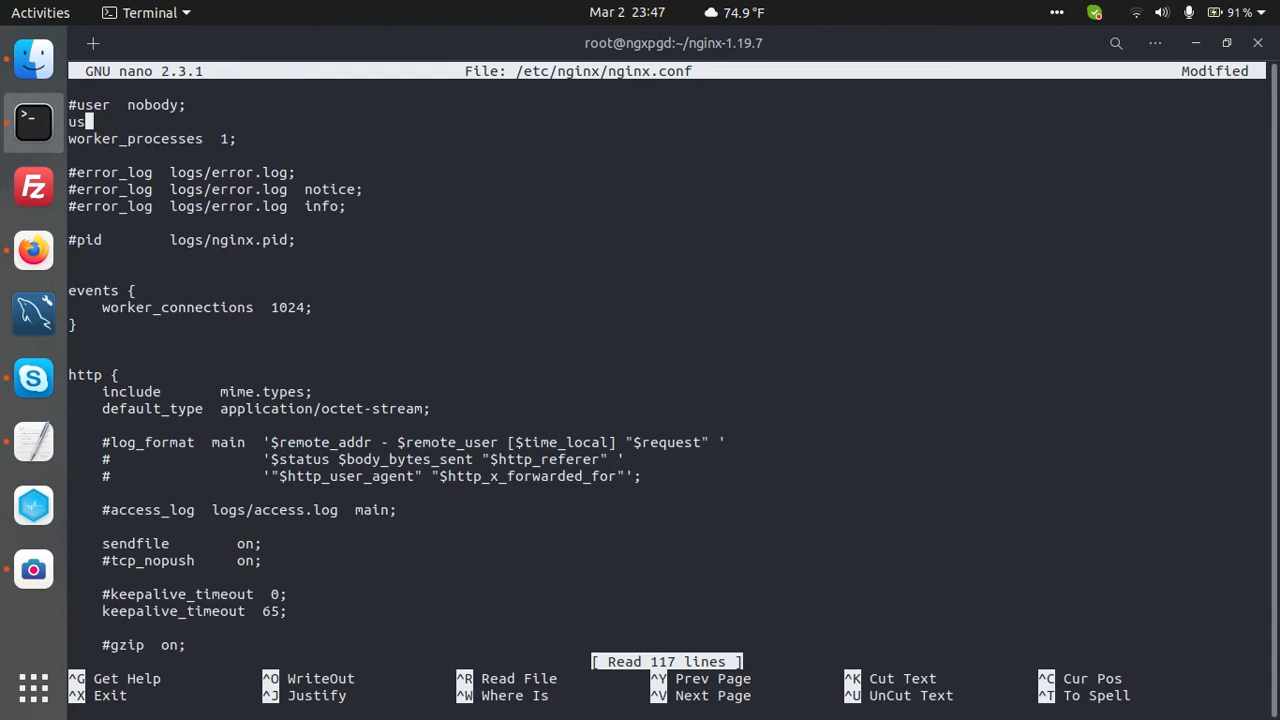 Activities
Terminal
Mar 2 23:47
74.9 °F
91 %
root@ngxpgd:~/nginx-1.19.7
GNU nano 2.3.1 File: /etc/nginx/nginx.conf Modified
#user nobody;
us
worker_processes 1;
#error_log logs/error.log;
#error_log logs/error.log notice;
#error_log logs/error.log info;
#pid logs/nginx.pid;
events {
worker_connections 1024;
}
http {
include mime.types;
default_type application/octet-stream;
#log_format main '$remote_addr - $remote_user [$time_local] "$request" '
# '$status $body_bytes_sent "$http_referer" '
# '"$http_user_agent" "$http_x_forwarded_for"';
#access_log logs/access.log main;
sendfile on;
#tcp_nopush on;
#keepalive_timeout 0;
keepalive_timeout 65;
#gzip on;
[ Read 117 lines ]
^G Get Help ^O WriteOut ^R Read File ^Y Prev Page ^K Cut Text ^C Cur Pos
^X Exit ^J Justify ^W Where Is ^V Next Page ^U UnCut Text ^T To Spell